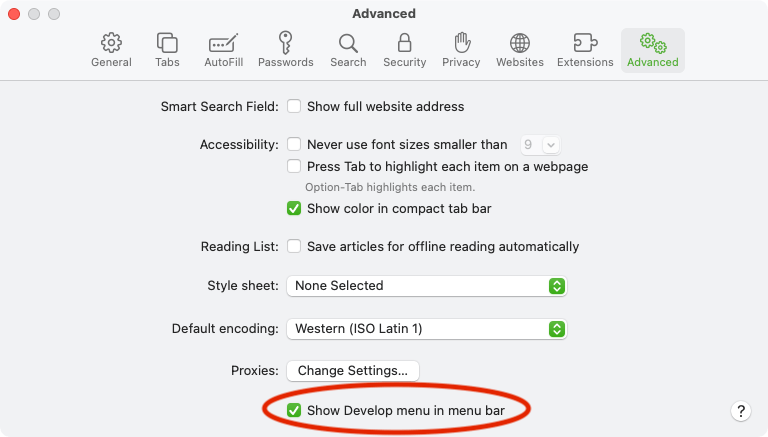 Advanced
General Tabs AutoFill Passwords Search Security Privacy Websites Extensions Advanced
Smart Search Field: Show full website address
Accessibility: Never use font sizes smaller than 9
Press Tab to highlight each item on a webpage
Option-Tab highlights each item.
Show color in compact tab bar
Reading List: Save articles for offline reading automatically
Style sheet: None Selected
Default encoding: Western (ISO Latin 1)
Proxies: Change Settings...
Show Develop menu in menu bar
?